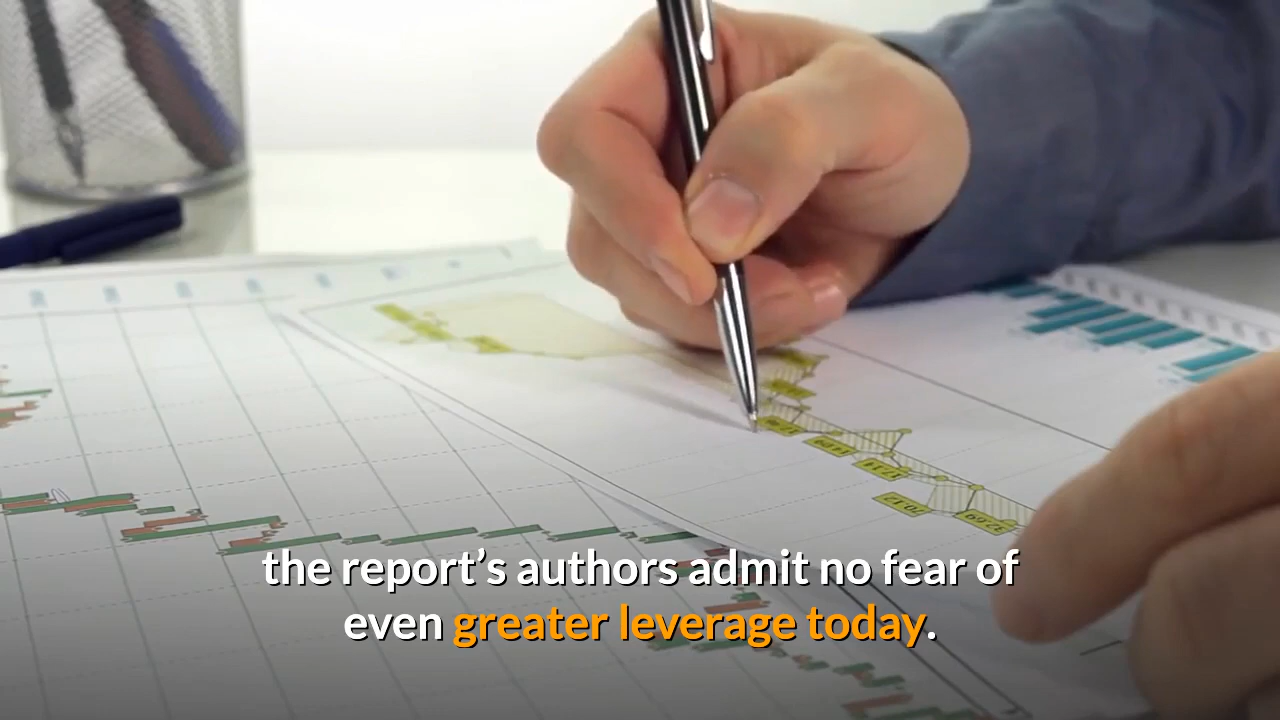 the report’s authors admit no fear of
even greater leverage today.